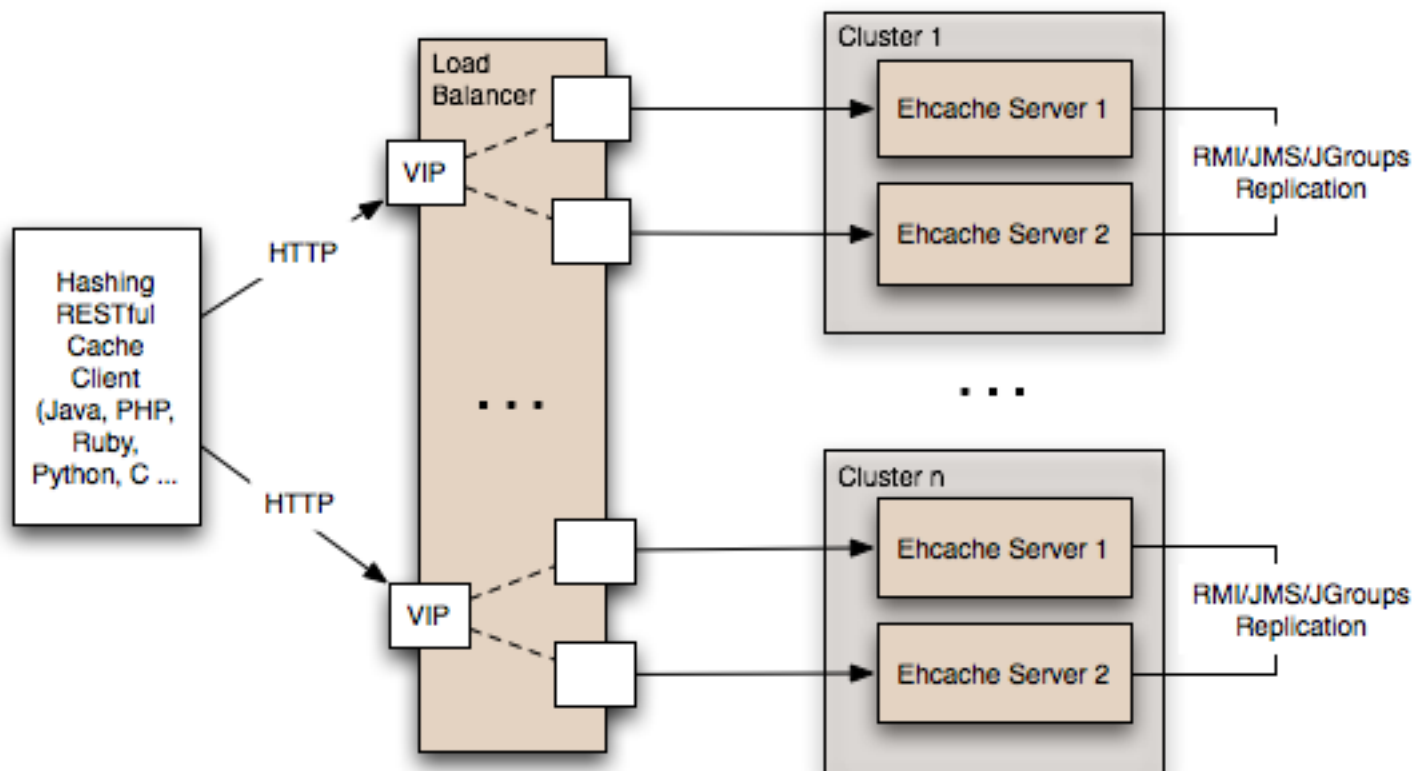 Load
Balancer
VIP
HTTP
Hashing
RESTful
Cache
Client
(Java, PHP,
Ruby,
Python, C ...
HTTP
VIP
...
Cluster 1
Ehcache Server 1
Ehcache Server 2
RMI/JMS/JGroups
Replication
...
Cluster n
Ehcache Server 1
Ehcache Server 2
RMI/JMS/JGroups
Replication